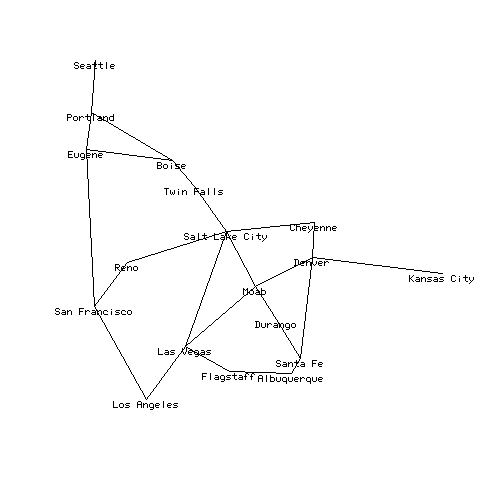 Seattle
Portland
Eugene
Boise
Twin Falls
Salt Lake City
Cheyenne
Reno
Denver
Kansas City
Moab
San Francisco
Durango
Las Vegas
Santa Fe
Flagstaff
Albuquerque
Los Angeles